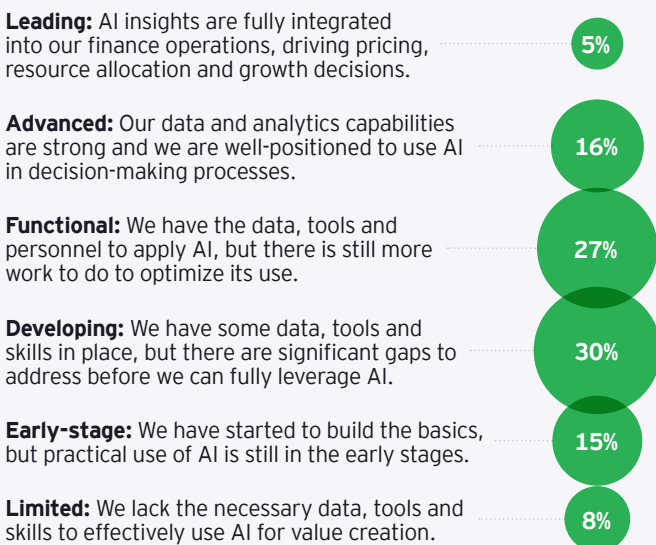 Leading: AI insights are fully integrated
into our finance operations, driving pricing,
resource allocation and growth decisions.
5%
Advanced: Our data and analytics capabilities
are strong and we are well-positioned to use AI
in decision-making processes.
16%
Functional: We have the data, tools and
personnel to apply AI, but there is still more
work to do to optimize its use.
27%
Developing: We have some data, tools and
skills in place, but there are significant gaps to
address before we can fully leverage AI.
30%
Early-stage: We have started to build the basics,
but practical use of AI is still in the early stages.
15%
Limited: We lack the necessary data, tools and
skills to effectively use AI for value creation.
8%